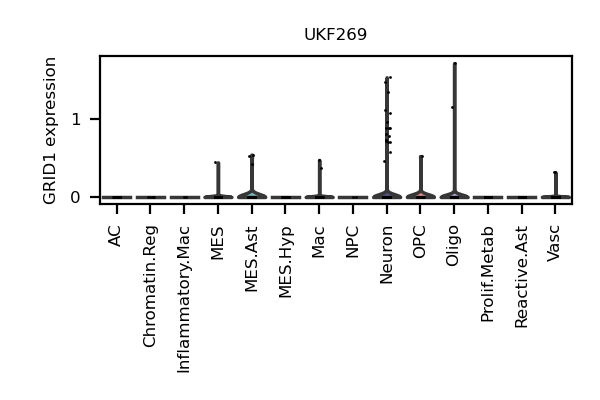 UKF269
GRID1 expression
1
0
AC
Chromatin.Reg
Inflammatory.Mac
MES
MES.Ast
MES.Hyp
Mac
NPC
Neuron
OPC
Oligo
Prolif.Metab
Reactive.Ast
Vasc